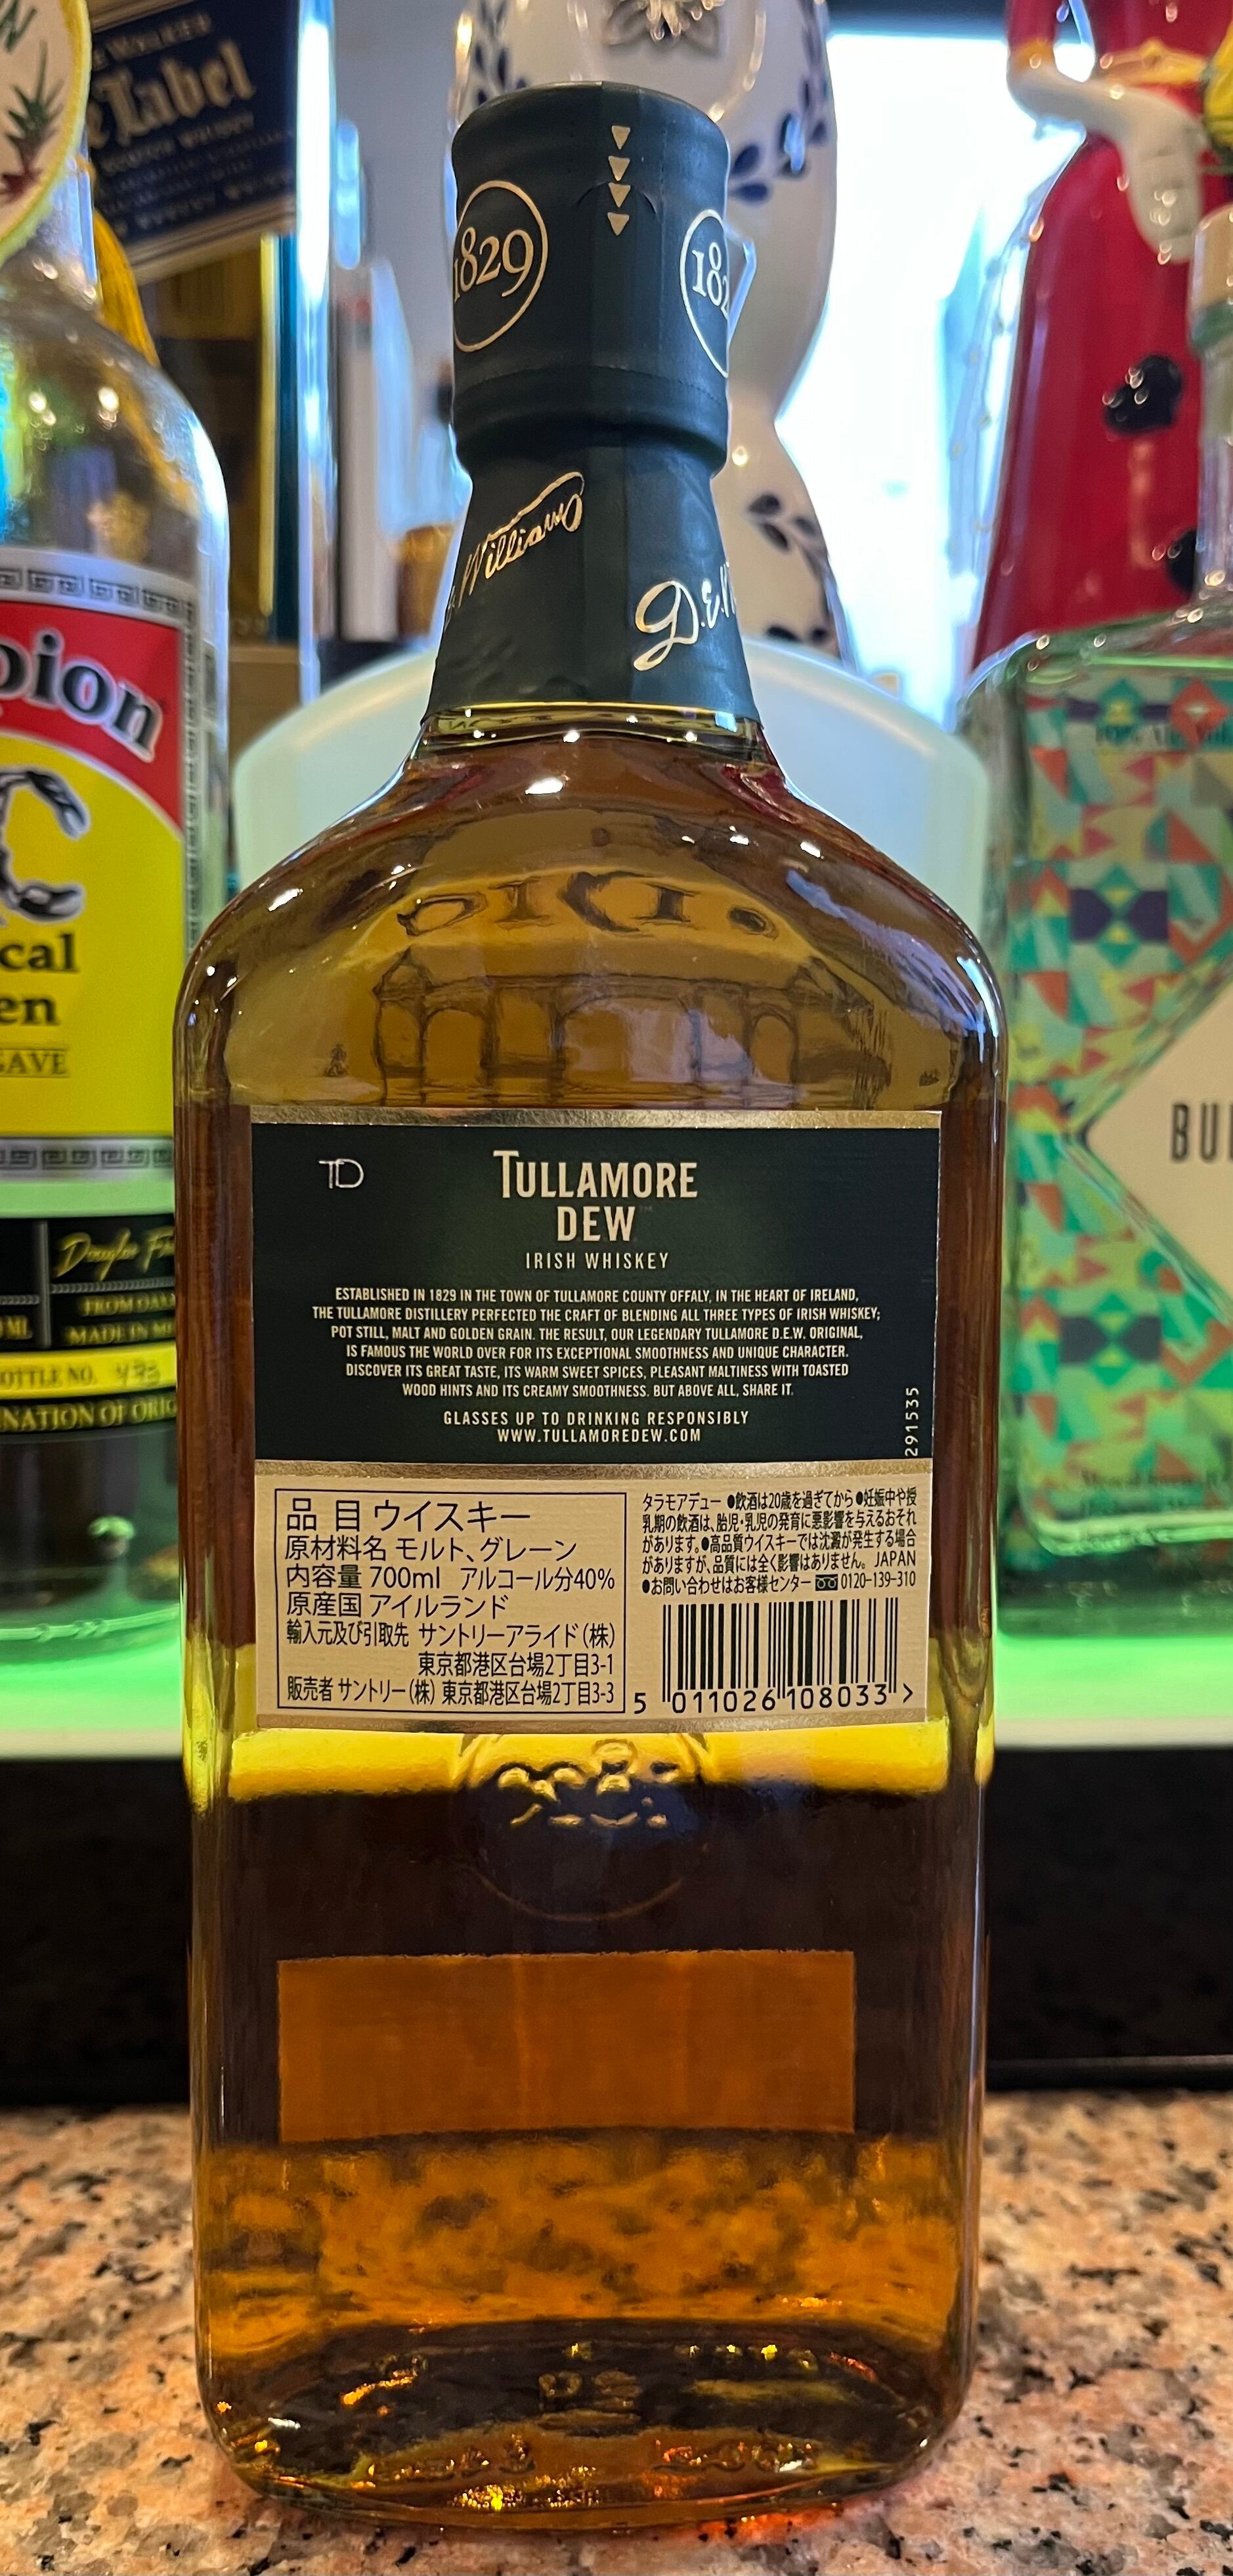 Label
1829
Williams
D.E.
pion
cal
en
GAVE
FROM OAX
MADE IN M
OTTLE NO.
NATION OF ORIG
BU
TD
TULLAMORE
DEW
IRISH WHISKEY
ESTABLISHED IN 1829 IN THE TOWN OF TULLAMORE COUNTY OFFALY, IN THE HEART OF IRELAND,
THE TULLAMORE DISTILLERY PERFECTED THE CRAFT OF BLENDING ALL THREE TYPES OF IRISH WHISKEY;
POT STILL, MALT AND GOLDEN GRAIN. THE RESULT, OUR LEGENDARY TULLAMORE D.E.W. ORIGINAL,
IS FAMOUS THE WORLD OVER FOR ITS EXCEPTIONAL SMOOTHNESS AND UNIQUE CHARACTER.
DISCOVER ITS GREAT TASTE, ITS WARM SWEET SPICES, PLEASANT MALTINESS WITH TOASTED
WOOD HINTS AND ITS CREAMY SMOOTHNESS. BUT ABOVE ALL, SHARE IT.
GLASSES UP TO DRINKING RESPONSIBLY
WWW.TULLAMOREDEW.COM
291535
品 目 ウイスキー
原材料名 モルト、グレーン
内容量 700ml アルコール分40%
原産国 アイルランド
輸入元及び引取先 サントリーアライド(株)
東京都港区台場2丁目3-1
販売者 サントリー(株) 東京都港区台場2丁目3-3
タラモアデュー ●飲酒は20歳を過ぎてから●妊娠中や授
乳期の飲酒は、胎児・乳児の発育に悪影響を与えるおそれ
があります。●高品質ウイスキーでは沈澱が発生する場合
がありますが、品質には全く影響はありません。 JAPAN
●お問い合わせはお客様センター 0120-139-310
5 011026 108033 >